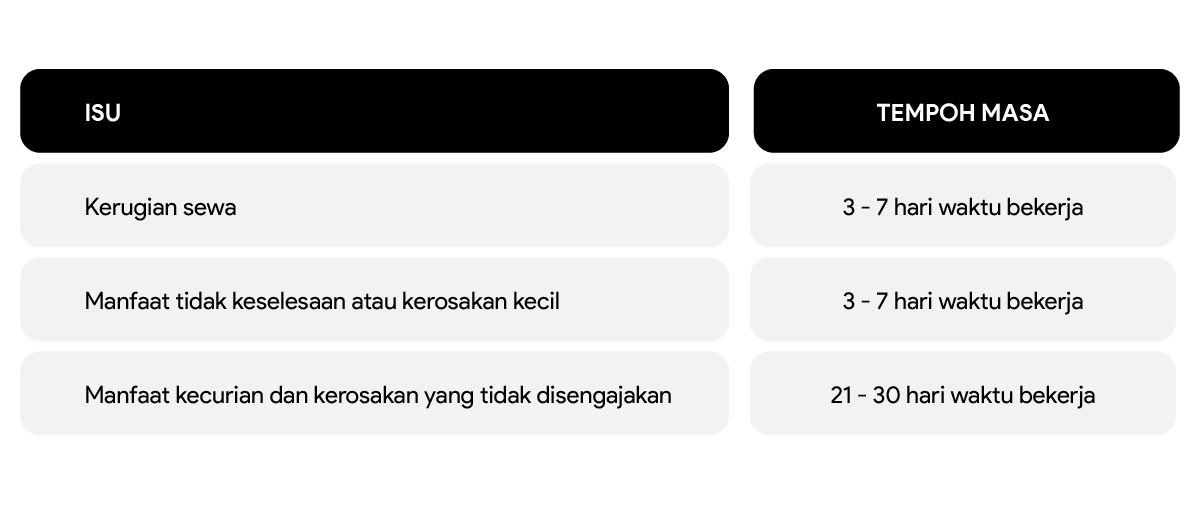 ISU
TEMPOH MASA
Kerugian sewa
3 - 7 hari waktu bekerja
Manfaat tidak keselesaan atau kerosakan kecil
3 - 7 hari waktu bekerja
Manfaat kecurian dan kerosakan yang tidak disengajakan
21 - 30 hari waktu bekerja